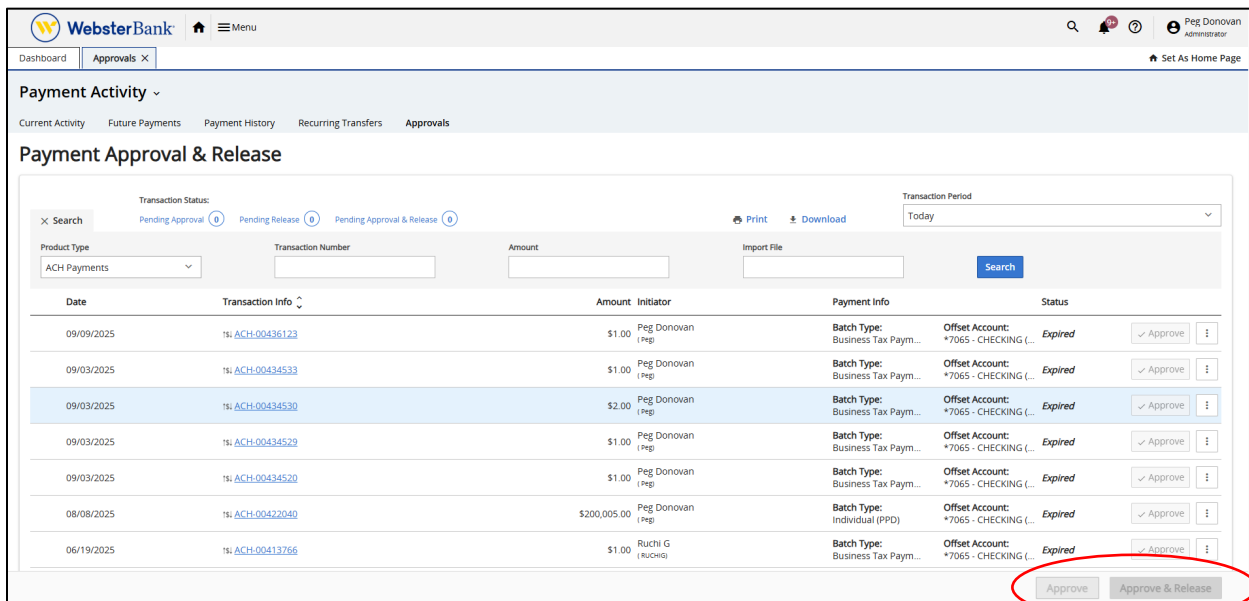 WebsterBank Menu 9+ Peg Donovan
Administrator
Dashboard Approvals X Set As Home Page
Payment Activity
Current Activity Future Payments Payment History Recurring Transfers Approvals
Payment Approval & Release
Transaction Status: Transaction Period
X Search Pending Approval 0 Pending Release 0 Pending Approval & Release 0 Print Download Today
Product Type Transaction Number Amount Import File
ACH Payments Search
Date Transaction Info Amount Initiator Payment Info Status
09/09/2025 ACH-00436123 $1.00 Peg Donovan Batch Type: Offset Account: Expired Approve
( Peg) Business Tax Paym... *7065 - CHECKING (...
09/03/2025 ACH-00434533 $1.00 Peg Donovan Batch Type: Offset Account: Expired Approve
( Peg) Business Tax Paym... *7065 - CHECKING (...
09/03/2025 ACH-00434530 $2.00 Peg Donovan Batch Type: Offset Account: Expired Approve
( Peg) Business Tax Paym... *7065 - CHECKING (...
09/03/2025 ACH-00434529 $1.00 Peg Donovan Batch Type: Offset Account: Expired Approve
( Peg) Business Tax Paym... *7065 - CHECKING (...
09/03/2025 ACH-00434520 $1.00 Peg Donovan Batch Type: Offset Account: Expired Approve
( Peg) Business Tax Paym... *7065 - CHECKING (...
08/08/2025 ACH-00422040 $200,005.00 Peg Donovan Batch Type: Offset Account: Expired Approve
( Peg) Individual (PPD) *7065 - CHECKING (...
06/19/2025 ACH-00413766 $1.00 Ruchi G Batch Type: Offset Account: Expired Approve
( RUCHIG) Business Tax Paym... *7065 - CHECKING (...
Approve Approve & Release